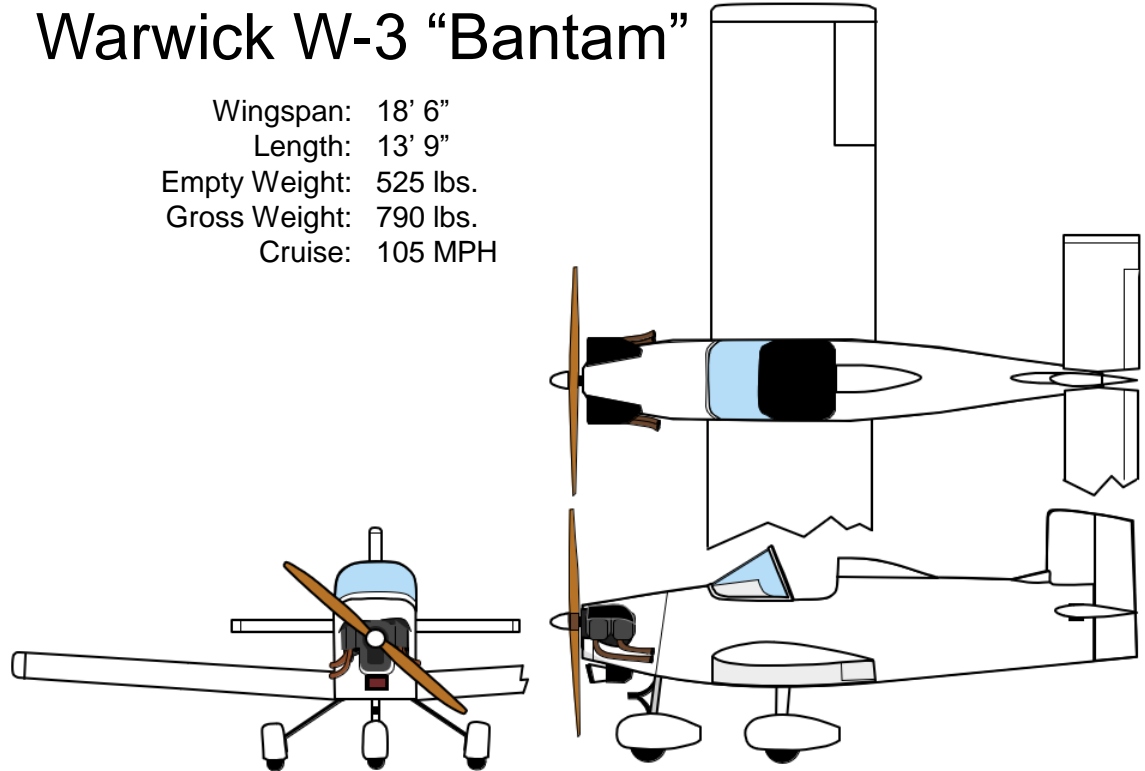 Warwick W-3 “Bantam”
Wingspan: 18’ 6”
Length: 13’ 9”
Empty Weight: 525 lbs.
Gross Weight: 790 lbs.
Cruise: 105 MPH